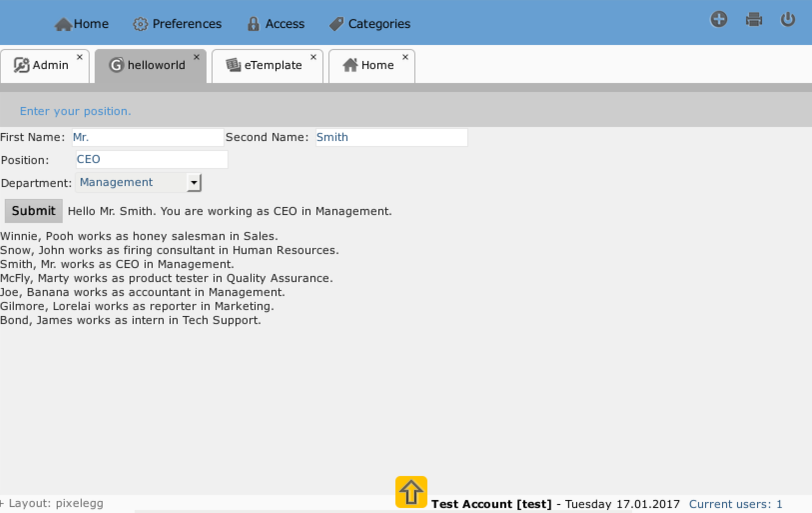 Home Preferences Access Categories
Admin × helloworld × eTemplate × Home ×
Enter your position.
First Name: Mr. Second Name: Smith
Position: CEO
Department: Management
Submit Hello Mr. Smith. You are working as CEO in Management.
Winnie, Pooh works as honey salesman in Sales.
Snow, John works as firing consultant in Human Resources.
Smith, Mr. works as CEO in Management.
McFly, Marty works as product tester in Quality Assurance.
Joe, Banana works as accountant in Management.
Gilmore, Lorelai works as reporter in Marketing.
Bond, James works as intern in Tech Support.
+ Layout: pixelegg Test Account [test] - Tuesday 17.01.2017 Current users: 1